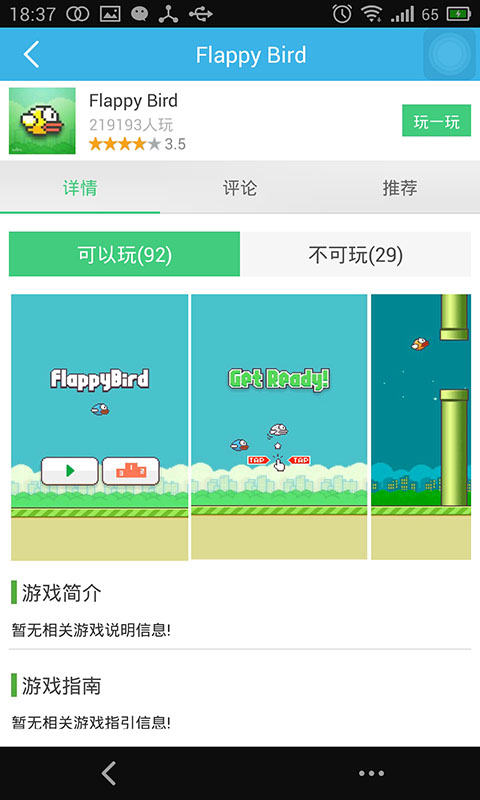 18:37
65
Flappy Bird
Flappy Bird
219193人玩
3.5
玩一玩
详情
评论
推荐
可以玩(92)
不可玩(29)
FlappyBird
1
2
3
Get Ready!
TAP
TAP
游戏简介
暂无相关游戏说明信息!
游戏指南
暂无相关游戏指引信息!